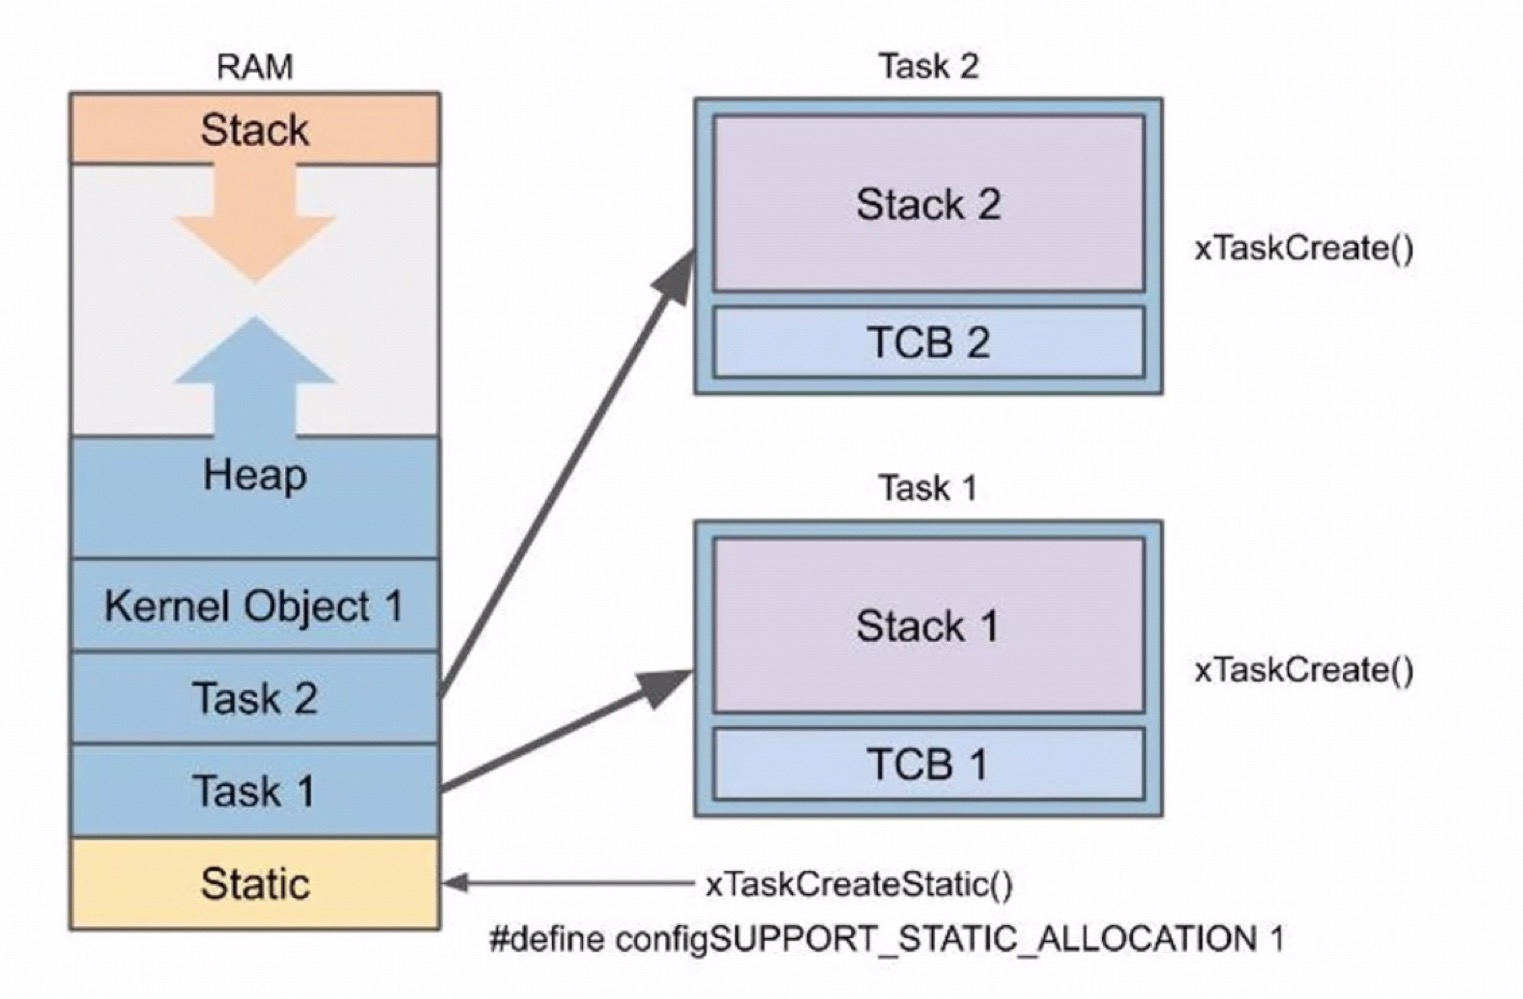 RAM
Stack
Heap
Kernel Object 1
Task 2
Task 1
Static
Task 2
Stack 2
TCB 2
xTaskCreate()
Task 1
Stack 1
TCB 1
xTaskCreate()
xTaskCreateStatic()
#define configSUPPORT_STATIC_ALLOCATION 1